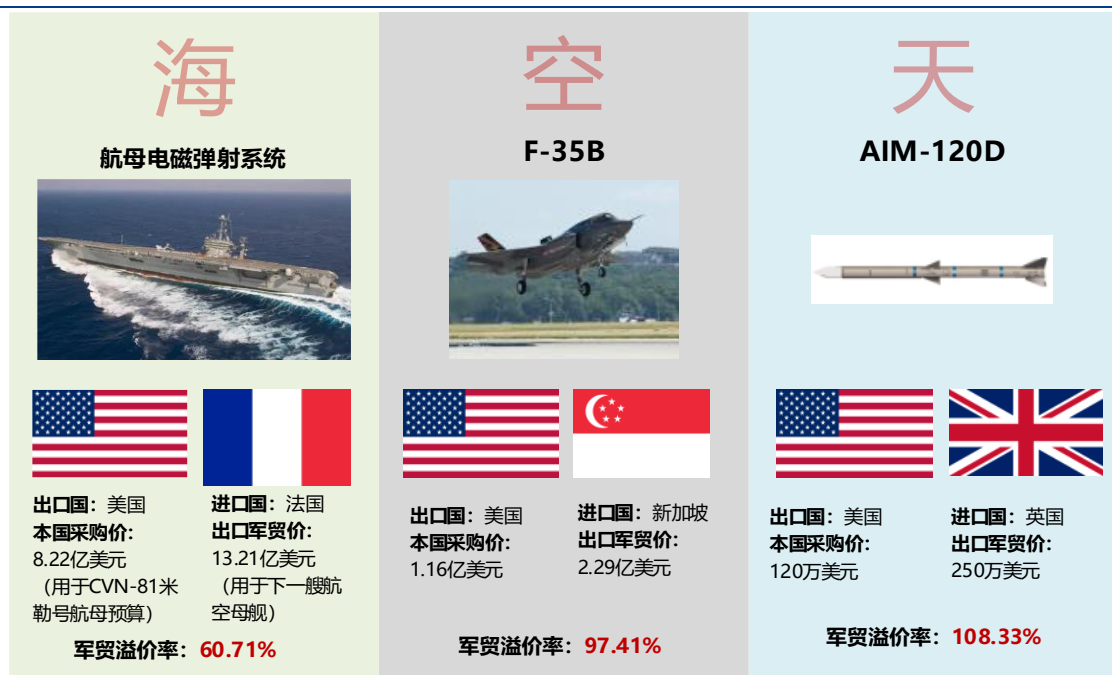 海
航母电磁弹射系统
出口国：美国
本国采购价：
8.22亿美元
（用于CVN-81米
勒号航母预算）
进口国：法国
出口军贸价：
13.21亿美元
（用于下一艘航
空母舰）
军贸溢价率：60.71%
空
F-35B
出口国：美国
本国采购价：
1.16亿美元
进口国：新加坡
出口军贸价：
2.29亿美元
军贸溢价率：97.41%
天
AIM-120D
出口国：美国
本国采购价：
120万美元
进口国：英国
出口军贸价：
250万美元
军贸溢价率：108.33%